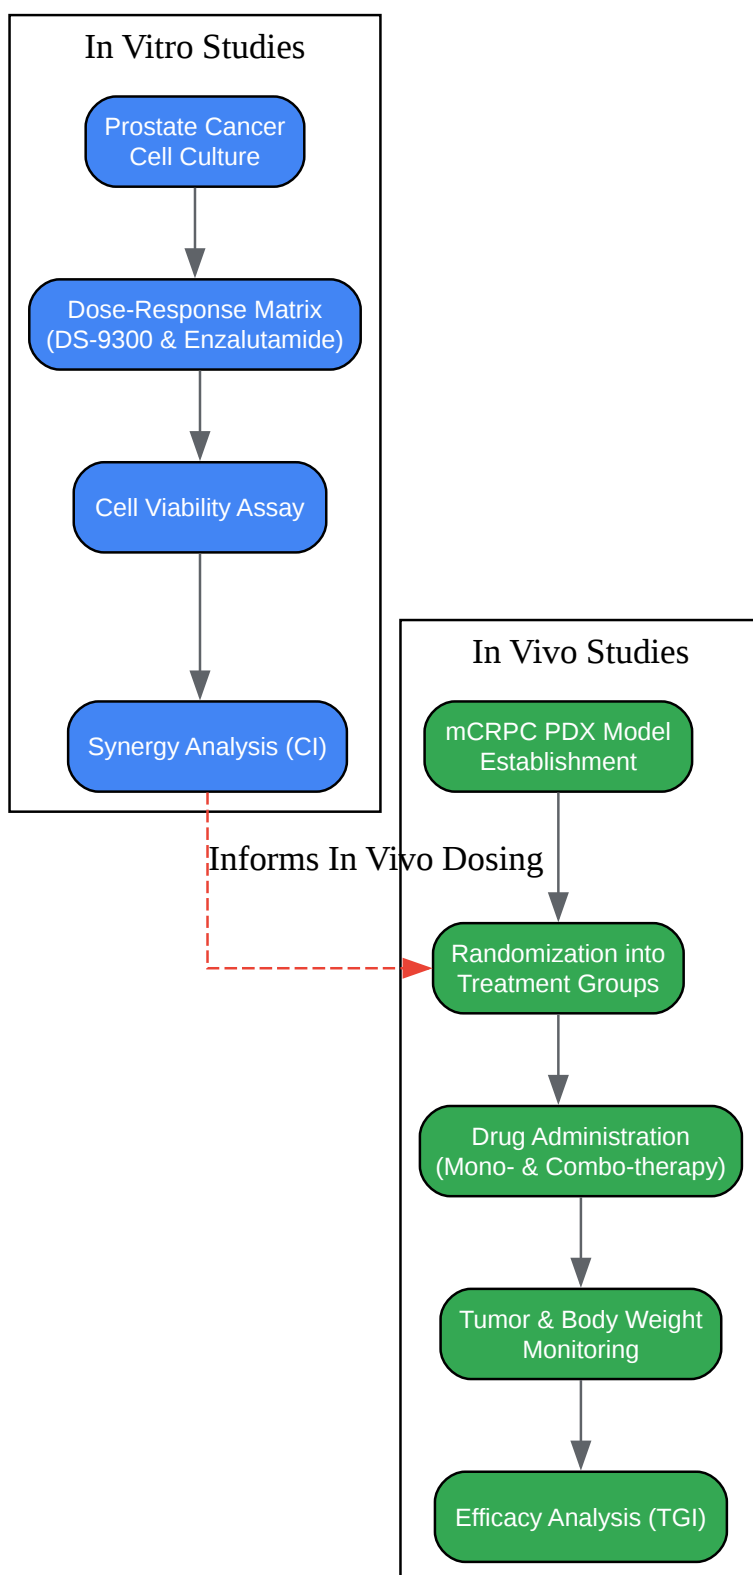 In Vitro Studies
Prostate Cancer
Cell Culture
Dose-Response Matrix
(DS-9300 & Enzalutamide)
Cell Viability Assay
Synergy Analysis (CI)
Informs In Vivo Dosing
In Vivo Studies
mCRPC PDX Model
Establishment
Randomization into
Treatment Groups
Drug Administration
(Mono- & Combo-therapy)
Tumor & Body Weight
Monitoring
Efficacy Analysis (TGI)